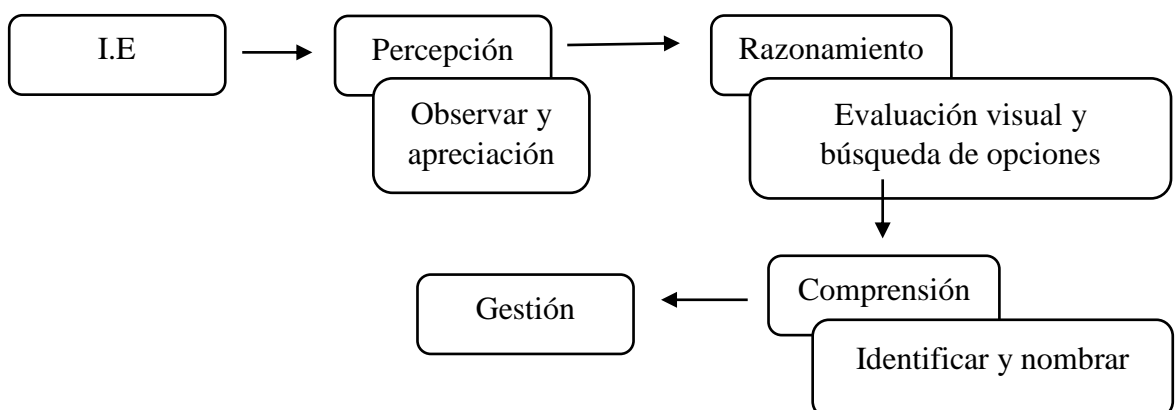 I.E
Percepción
Observar y
apreciación
Razonamiento
Evaluación visual y
búsqueda de opciones
Comprensión
Identificar y nombrar
Gestión